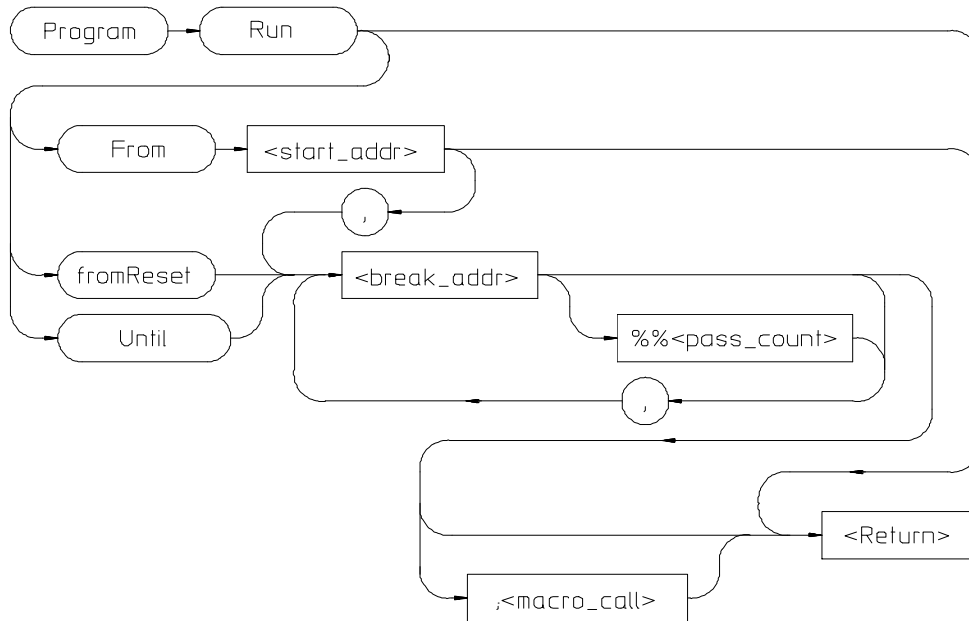 Program
Run
From
<start_addr>
,
fromReset
<break_addr>
Until
%%<pass_count>
,
<Return>
;<macro_call>